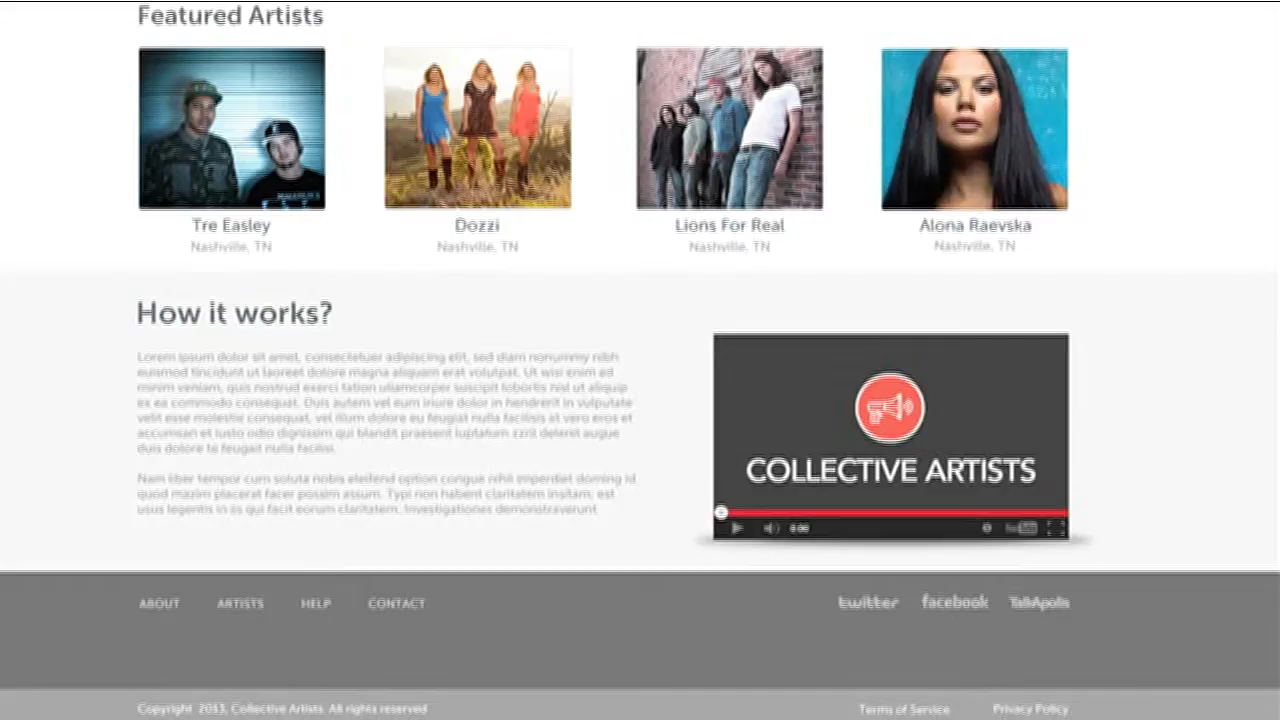 Featured Artists
Tre Easley
Dozzi
Lions For Real
Alona Raevska
Nashville, TN
Nashville, TN
Nashville, TN
Nashville, TN
How it works?
Lorem ipsum dolor sit amet, consectetuer adipiscing elit, sed diam nonummy nibh
euismod tincidunt ut laoreet dolore magna aliquam erat volutpat. Ut wisi enim ad
minim veniam, quis nostrud exerci tation ullamcorper suscipit lobortis nisl ut aliquip
ex ea commodo consequat. Duis autem vel eum iriure dolor in hendrerit in vulputate
velit esse molestie consequat, vel illum dolore eu feugiat nulla facilisis at vero eros et
accumsan et iusto odio dignissim qui blandit praesent luptatum zzril delenit augue
duis dolore te feugait nulla facilisi.
Nam liber tempor cum soluta nobis eleifend option congue nihil imperdiet doming id
quod mazim placerat facer possim assum. Typi non habent claritatem insitam; est
usus legentis in iis qui facit eorum claritatem. Investigationes demonstraverunt
COLLECTIVE ARTISTS
0:00
ABOUT
ARTISTS
HELP
CONTACT
twitter
facebook
TalkApolis
Copyright 2013, Collective Artists. All rights reserved
Terms of Service
Privacy Policy